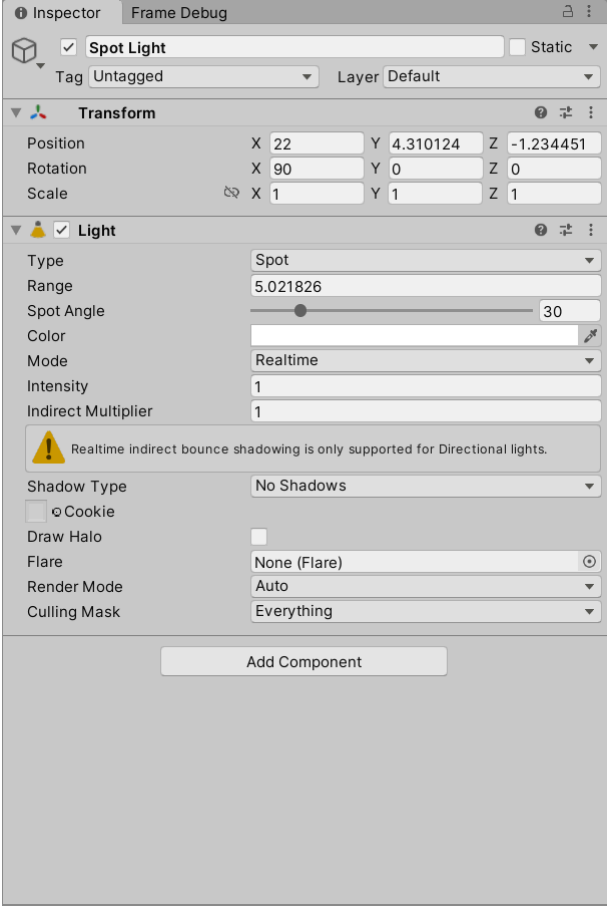 Inspector Frame Debug
Spot Light Static
Tag Untagged Layer Default
Transform
Position X 22 Y 4.310124 Z -1.234451
Rotation X 90 Y 0 Z 0
Scale X 1 Y 1 Z 1
Light
Type Spot
Range 5.021826
Spot Angle 30
Color
Mode Realtime
Intensity 1
Indirect Multiplier 1
Realtime indirect bounce shadowing is only supported for Directional lights.
Shadow Type No Shadows
Cookie
Draw Halo
Flare None (Flare)
Render Mode Auto
Culling Mask Everything
Add Component